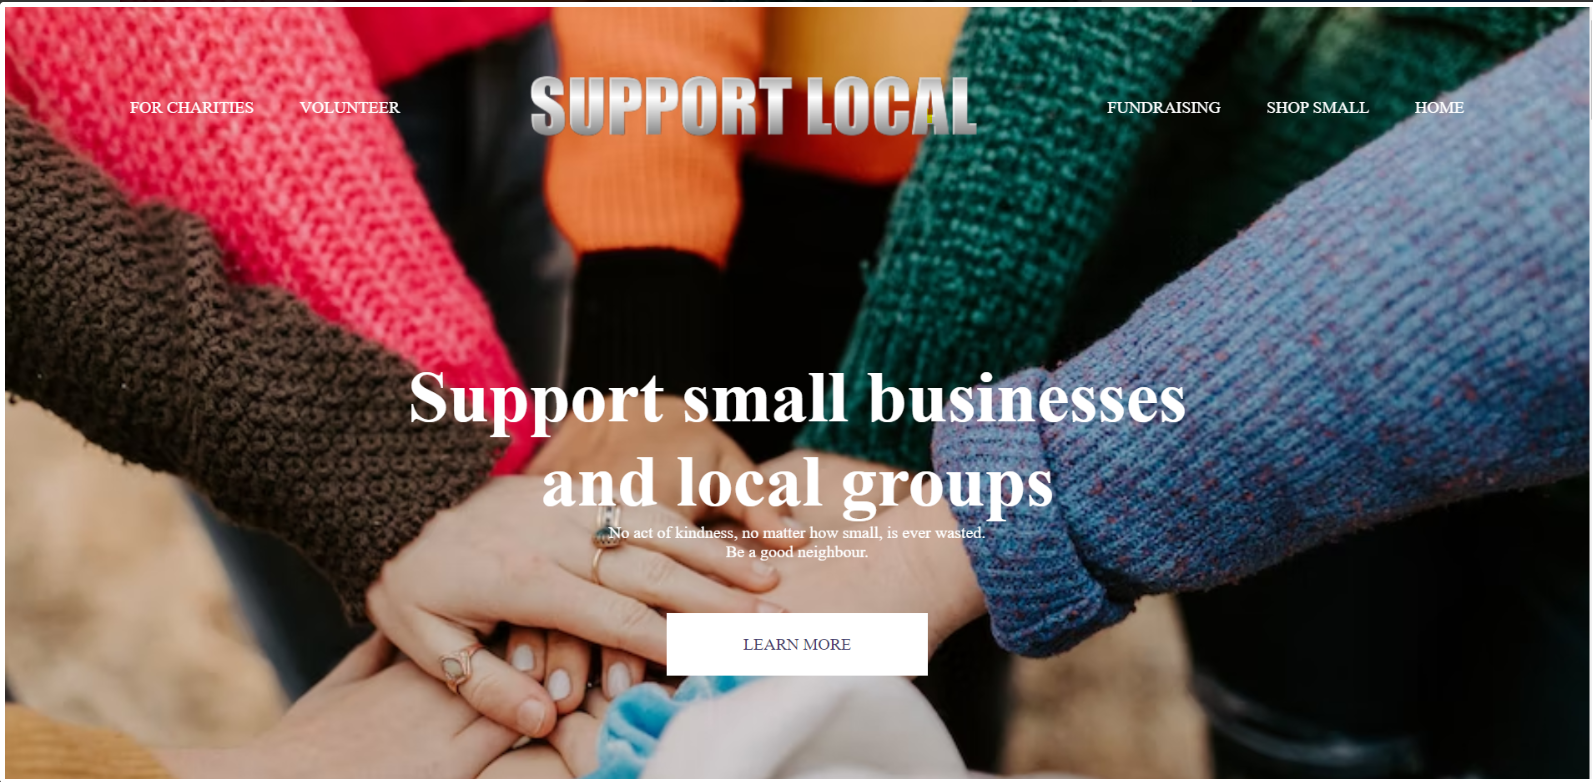 FOR CHARITIES
VOLUNTEER
SUPPORT LOCAL
FUNDRAISING
SHOP SMALL
HOME
Support small businesses
and local groups
No act of kindness, no matter how small, is ever wasted.
Be a good neighbour.
LEARN MORE